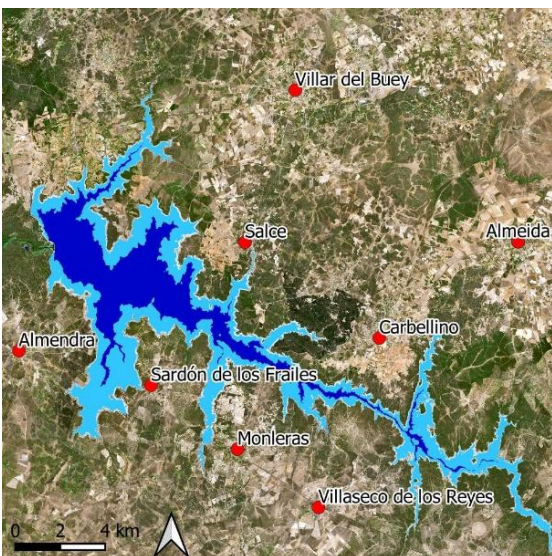 Villar del Buey
Salce
Almeida
Carbellino
Almendra
Sardón de los Frailes
Monleras
Villaseco de los Reyes
0 2 4 km